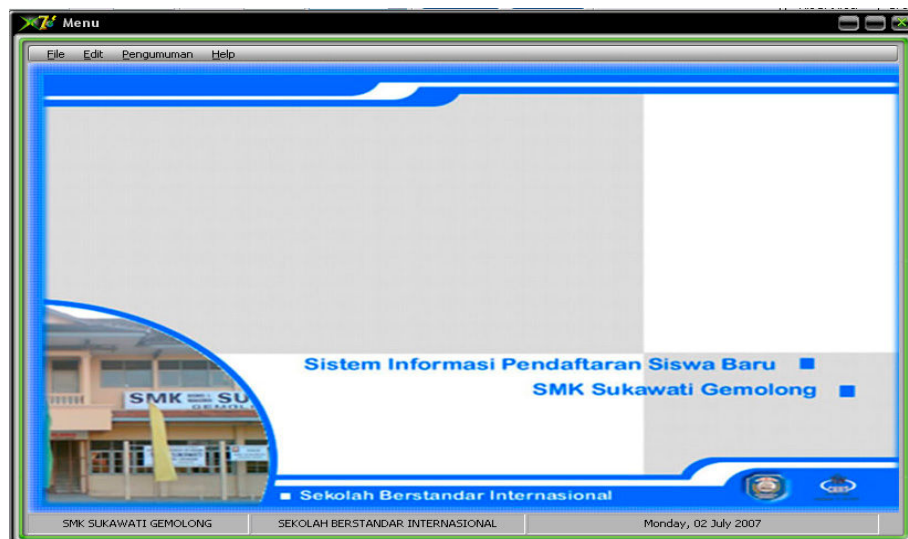 Menu
File Edit Pengumuman Help
Sistem Informasi Pendaftaran Siswa Baru
SMK Sukawati Gemolong
SMK
SU
GEMOL
Sekolah Berstandar Internasional
SMK SUKAWATI GEMOLONG SEKOLAH BERSTANDAR INTERNASIONAL Monday, 02 July 2007